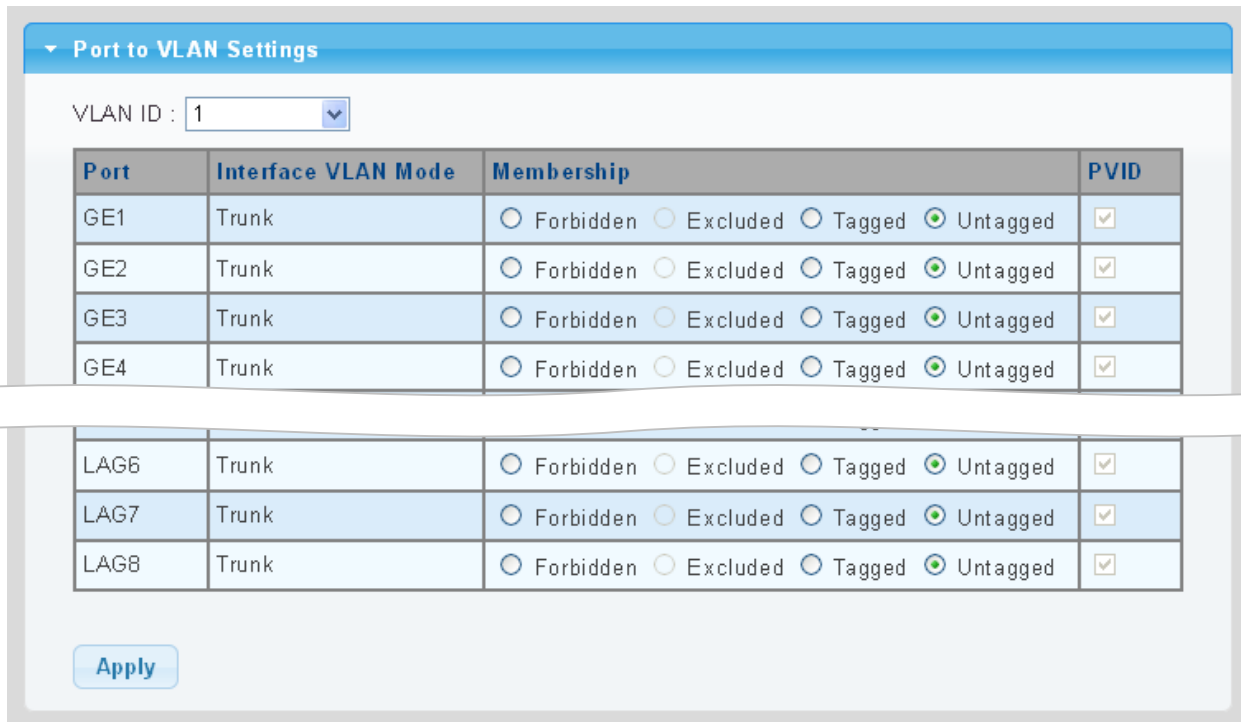 Port to VLAN Settings
VLAN ID : 1
Port Interface VLAN Mode Membership PVID
GE1 Trunk Forbidden Excluded Tagged Untagged
GE2 Trunk Forbidden Excluded Tagged Untagged
GE3 Trunk Forbidden Excluded Tagged Untagged
GE4 Trunk Forbidden Excluded Tagged Untagged
LAG6 Trunk Forbidden Excluded Tagged Untagged
LAG7 Trunk Forbidden Excluded Tagged Untagged
LAG8 Trunk Forbidden Excluded Tagged Untagged
Apply